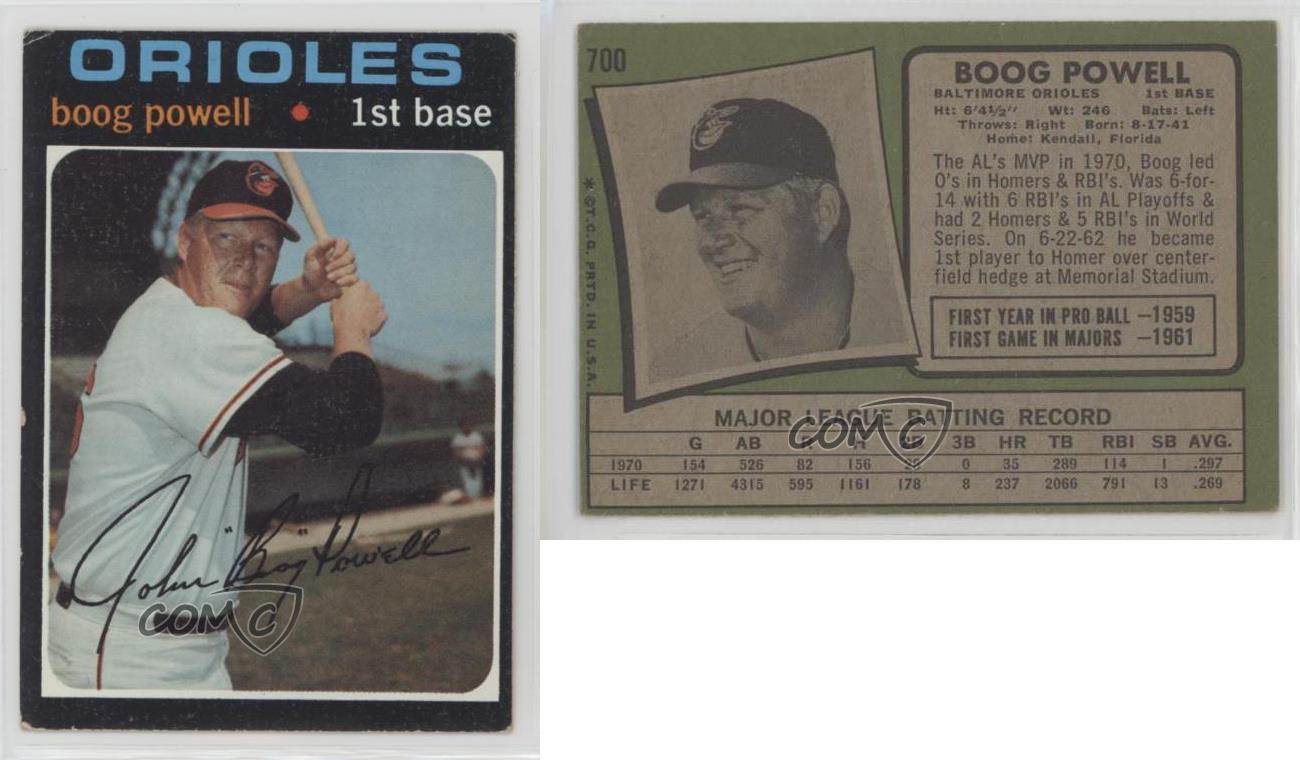 ORIOLES
boog powell • 1st base
John "Boog" Powell
COMC
700
* ©T.C.G. PRTD. IN U.S.A.
BOOG POWELL
BALTIMORE ORIOLES 1st BASE
Ht: 6'4½" Wt: 246 Bats: Left
Throws: Right Born: 8-17-41
Home: Kendall, Florida
The AL's MVP in 1970, Boog led
O's in Homers & RBI's. Was 6-for-
14 with 6 RBI's in AL Playoffs &
had 2 Homers & 5 RBI's in World
Series. On 6-22-62 he became
1st player to Homer over center-
field hedge at Memorial Stadium.
FIRST YEAR IN PRO BALL —1959
FIRST GAME IN MAJORS —1961
MAJOR LEAGUE BATTING RECORD
COMC
G AB R H 2B 3B HR TB RBI SB AVG.
1970 154 526 82 156 28 0 35 289 114 1 .297
LIFE 1271 4315 595 1161 178 8 237 2066 791 13 .269